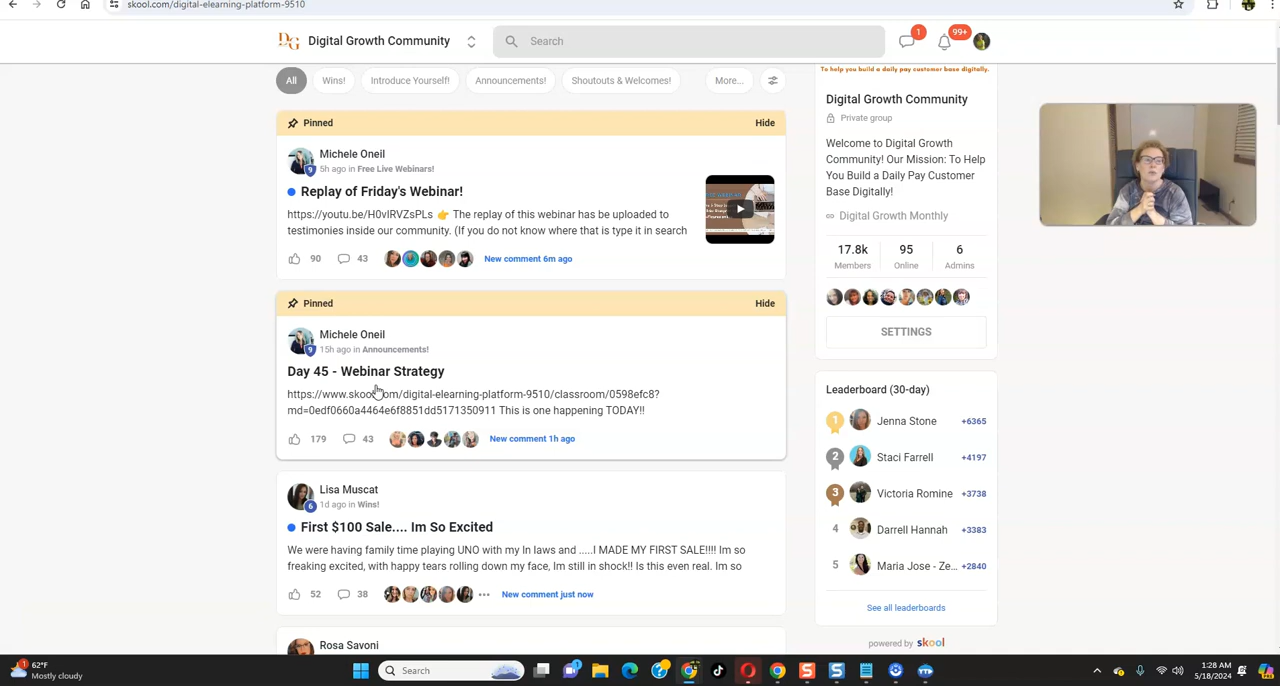 skool.com/digital-elearning-platform-9510
DG Digital Growth Community
Search
1
99+
All
Wins!
Introduce Yourself!
Announcements!
Shoutouts & Welcomes!
More...
To help you build a daily pay customer base digitally.
Pinned
Hide
Michele Oneil
9
5h ago in Free Live Webinars!
Replay of Friday's Webinar!
https://youtu.be/H0vIRVZsPLs 👉 The replay of this webinar has be uploaded to
testimonies inside our community. (If you do not know where that is type it in search
90
43
New comment 6m ago
Pinned
Hide
Michele Oneil
9
15h ago in Announcements!
Day 45 - Webinar Strategy
https://www.skool.com/digital-elearning-platform-9510/classroom/0598efc8?
md=0edf0660a4464e6f8851dd5171350911 This is one happening TODAY!!
179
43
New comment 1h ago
Lisa Muscat
6
1d ago in Wins!
First $100 Sale.... Im So Excited
We were having family time playing UNO with my In laws and .....I MADE MY FIRST SALE!!!! Im so
freaking excited, with happy tears rolling down my face, Im still in shock!! Is this even real. Im so
52
38
New comment just now
Rosa Savoni
Digital Growth Community
Private group
Welcome to Digital Growth
Community! Our Mission: To Help
You Build a Daily Pay Customer
Base Digitally!
Digital Growth Monthly
17.8k
95
6
Members
Online
Admins
SETTINGS
Leaderboard (30-day)
1 Jenna Stone +6365
2 Staci Farrell +4197
3 Victoria Romine +3738
4 Darrell Hannah +3383
5 Maria Jose - Ze... +2840
See all leaderboards
powered by skool
1
62°F
Mostly cloudy
Search
1:28 AM
5/18/2024